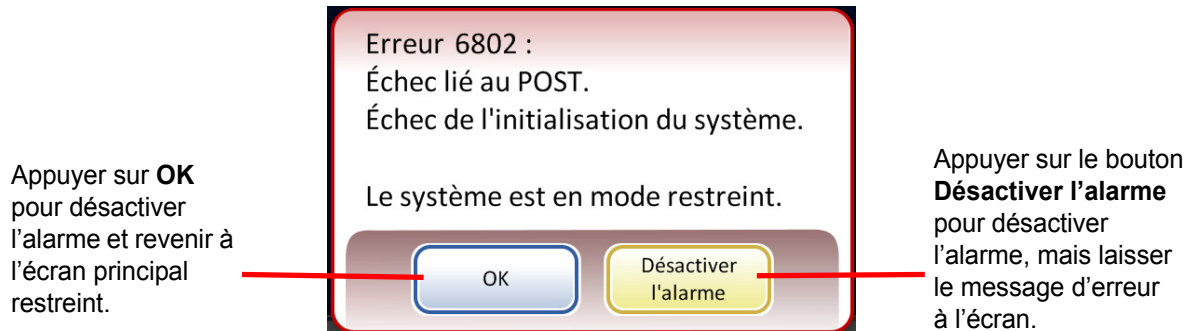 Erreur 6802 :
Échec lié au POST.
Échec de l'initialisation du système.
Le système est en mode restreint.
OK
Désactiver
l'alarme
Appuyer sur OK
pour désactiver
l’alarme et revenir à
l’écran principal
restreint.
Appuyer sur le bouton
Désactiver l’alarme
pour désactiver
l’alarme, mais laisser
le message d’erreur
à l’écran.